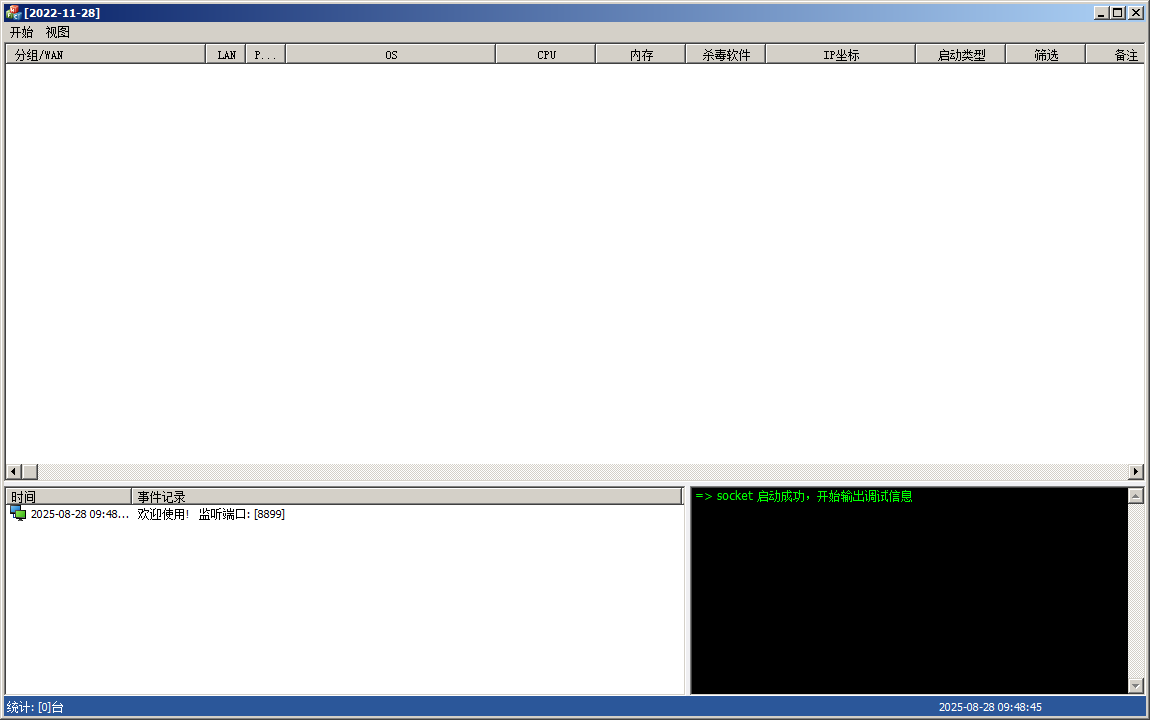 [2022-11-28]
开始 视图
分组/WAN LAN P... OS CPU 内存 杀毒软件 IP坐标 启动类型 筛选 备注
时间 事件记录
2025-08-28 09:48... 欢迎使用! 监听端口: [8899]
=> socket 启动成功，开始输出调试信息
统计: [0]台 2025-08-28 09:48:45